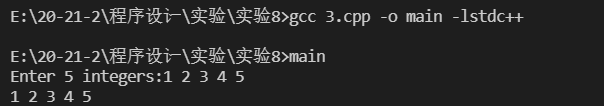 E:\20-21-2\程序设计\实验\实验8>gcc 3.cpp -o main -lstdc++
E:\20-21-2\程序设计\实验\实验8>main
Enter 5 integers:1 2 3 4 5
1 2 3 4 5